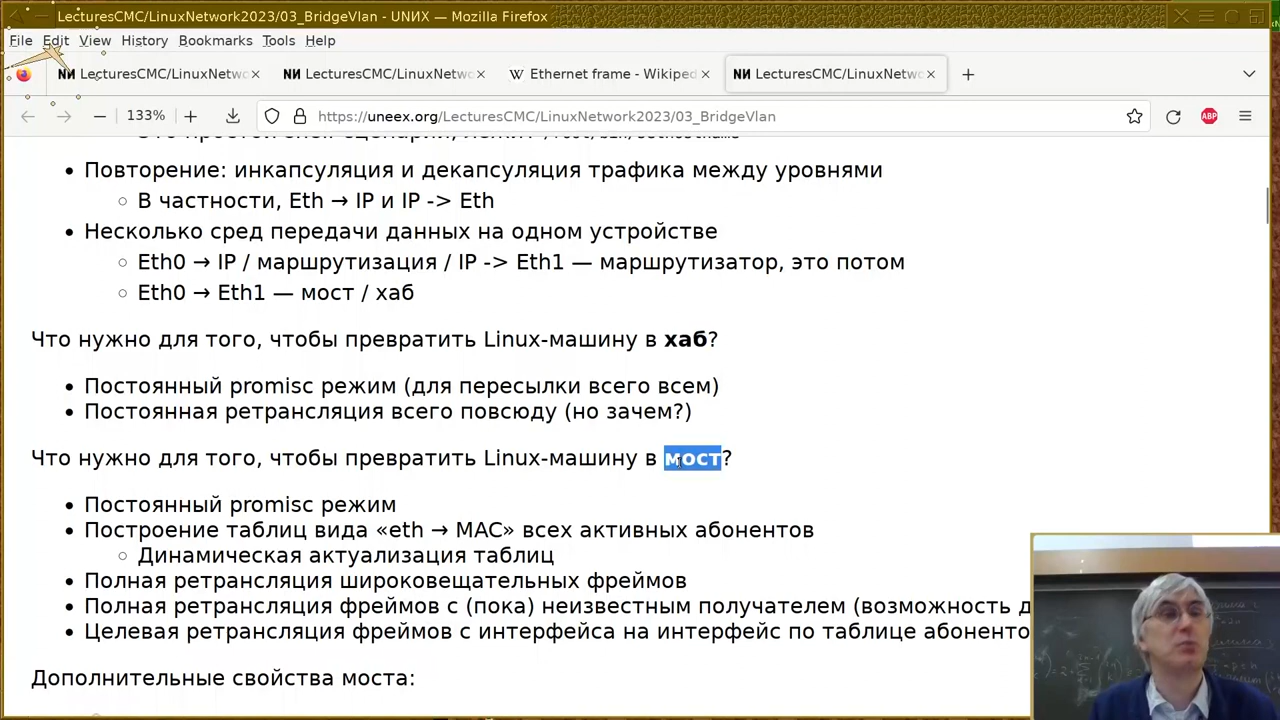 LecturesCMC/LinuxNetwork2023/03_BridgeVlan - UNИX — Mozilla Firefox
File Edit View History Bookmarks Tools Help
LecturesCMC/LinuxNetwo
LecturesCMC/LinuxNetwo
Ethernet frame - Wikiped
LecturesCMC/LinuxNetwo
133%
https://uneex.org/LecturesCMC/LinuxNetwork2023/03_BridgeVlan
ABP
Повторение: инкапсуляция и декапсуляция трафика между уровнями
В частности, Eth → IP и IP -> Eth
Несколько сред передачи данных на одном устройстве
Eth0 → IP / маршрутизация / IP -> Eth1 — маршрутизатор, это потом
Eth0 → Eth1 — мост / хаб
Что нужно для того, чтобы превратить Linux-машину в хаб?
Постоянный promisc режим (для пересылки всего всем)
Постоянная ретрансляция всего повсюду (но зачем?)
Что нужно для того, чтобы превратить Linux-машину в мост?
Постоянный promisc режим
Построение таблиц вида «eth → MAC» всех активных абонентов
Динамическая актуализация таблиц
Полная ретрансляция широковещательных фреймов
Полная ретрансляция фреймов с (пока) неизвестным получателем (возможность д
Целевая ретрансляция фреймов с интерфейса на интерфейс по таблице абоненто
Дополнительные свойства моста: